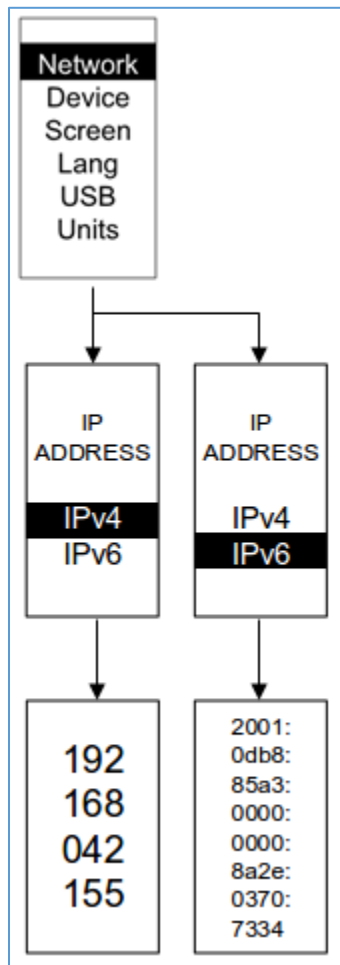 Network
Device
Screen
Lang
USB
Units
IP
ADDRESS
IPv4
IPv6
IP
ADDRESS
IPv4
IPv6
192
168
042
155
2001:
0db8:
85a3:
0000:
0000:
8a2e:
0370:
7334